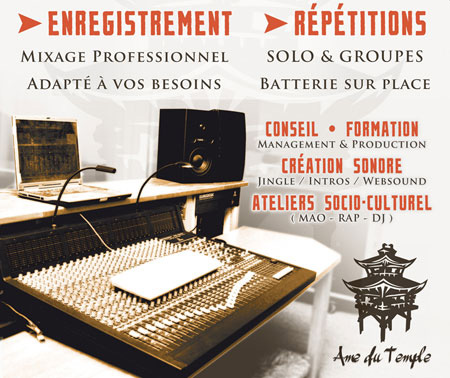 ➤ ENREGISTREMENT
Mixage Professionnel
Adapté à vos besoins
➤ RÉPÉTITIONS
SOLO & GROUPES
Batterie sur place
CONSEIL • FORMATION
Management & Production
CRÉATION SONORE
Jingle / Intros / Websound
ATELIERS SOCIO-CULTUREL
( MAO - RAP - DJ )
Ame du Temple